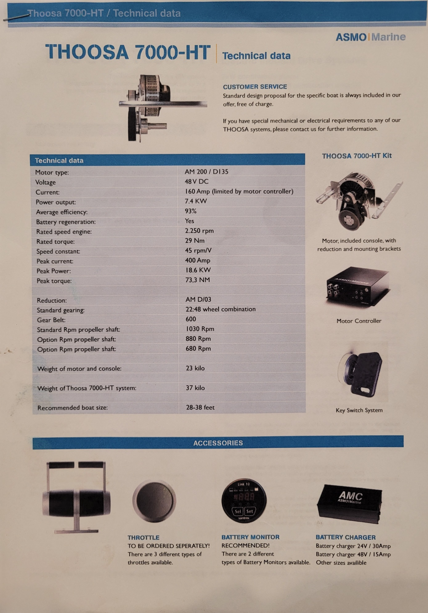 Thoosa 7000-HT / Technical data
ASMO|Marine
THOOSA 7000-HT | Technical data
CUSTOMER SERVICE
Standard design proposal for the specific boat is always included in our
offer, free of charge.
If you have special mechanical or electrical requirements to any of our
THOOSA systems, please contact us for further information.
Technical data
Motor type: AM 200 / D135
Voltage 48 V DC
Current: 160 Amp (limited by motor controller)
Power output: 7.4 KW
Average efficiency: 93%
Battery regeneration: Yes
Rated speed engine: 2.250 rpm
Rated torque: 29 Nm
Speed constant: 45 rpm/V
Peak current: 400 Amp
Peak Power: 18.6 KW
Peak torque: 73.3 NM
Reduction: AM D/03
Standard gearing: 22:48 wheel combination
Gear Belt: 600
Standard Rpm propeller shaft: 1030 Rpm
Option Rpm propeller shaft: 880 Rpm
Option Rpm propeller shaft: 680 Rpm
Weight of motor and console: 23 kilo
Weight of Thoosa 7000-HT system: 37 kilo
Recommended boat size: 28-38 feet
THOOSA 7000-HT Kit
Motor, included console, with
reduction and mounting brackets
Motor Controller
Key Switch System
ACCESSORIES
THROTTLE
TO BE ORDERED SEPERATELY!
There are 3 different types of
throttles available.
BATTERY MONITOR
RECOMMENDED!
There are 2 different
types of Battery Monitors available.
AMC
BATTERY CHARGER
Battery charger 24V / 30Amp
Battery charger 48V / 15Amp
Other sizes availible